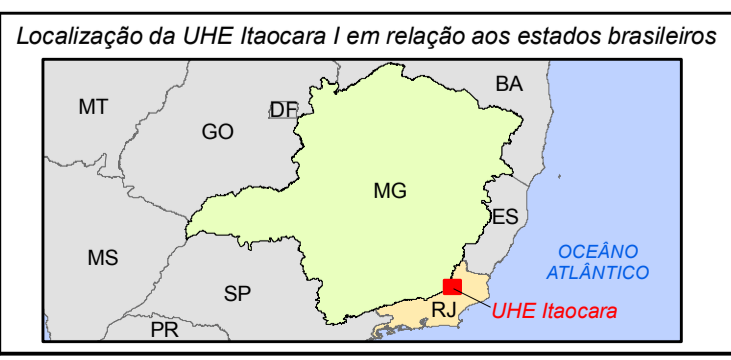 Localização da UHE Itaocara I em relação aos estados brasileiros
BA
MT
DF
GO
MG
ES
MS
OCEÂNO
ATLÂNTICO
SP
RJ
UHE Itaocara
PR